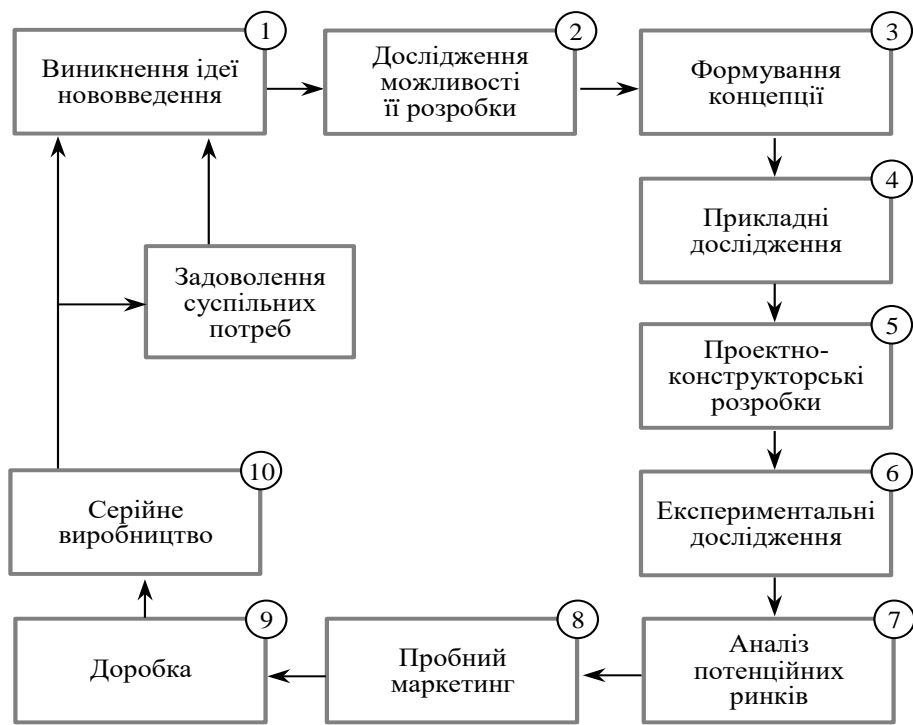 1
Виникнення ідеї
нововведення
2
Дослідження
можливості
її розробки
3
Формування
концепції
4
Прикладні
дослідження
Задоволення
суспільних
потреб
5
Проектно-
конструкторські
розробки
10
Серійне
виробництво
6
Експериментальні
дослідження
9
Доробка
8
Пробний
маркетинг
7
Аналіз
потенційних
ринків